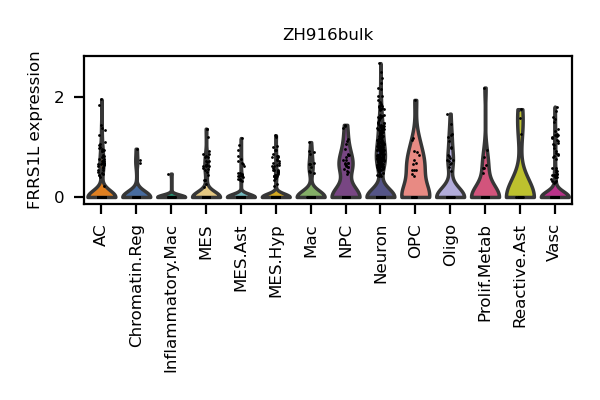 ZH916bulk
FRRS1L expression
2
0
AC
Chromatin.Reg
Inflammatory.Mac
MES
MES.Ast
MES.Hyp
Mac
NPC
Neuron
OPC
Oligo
Prolif.Metab
Reactive.Ast
Vasc